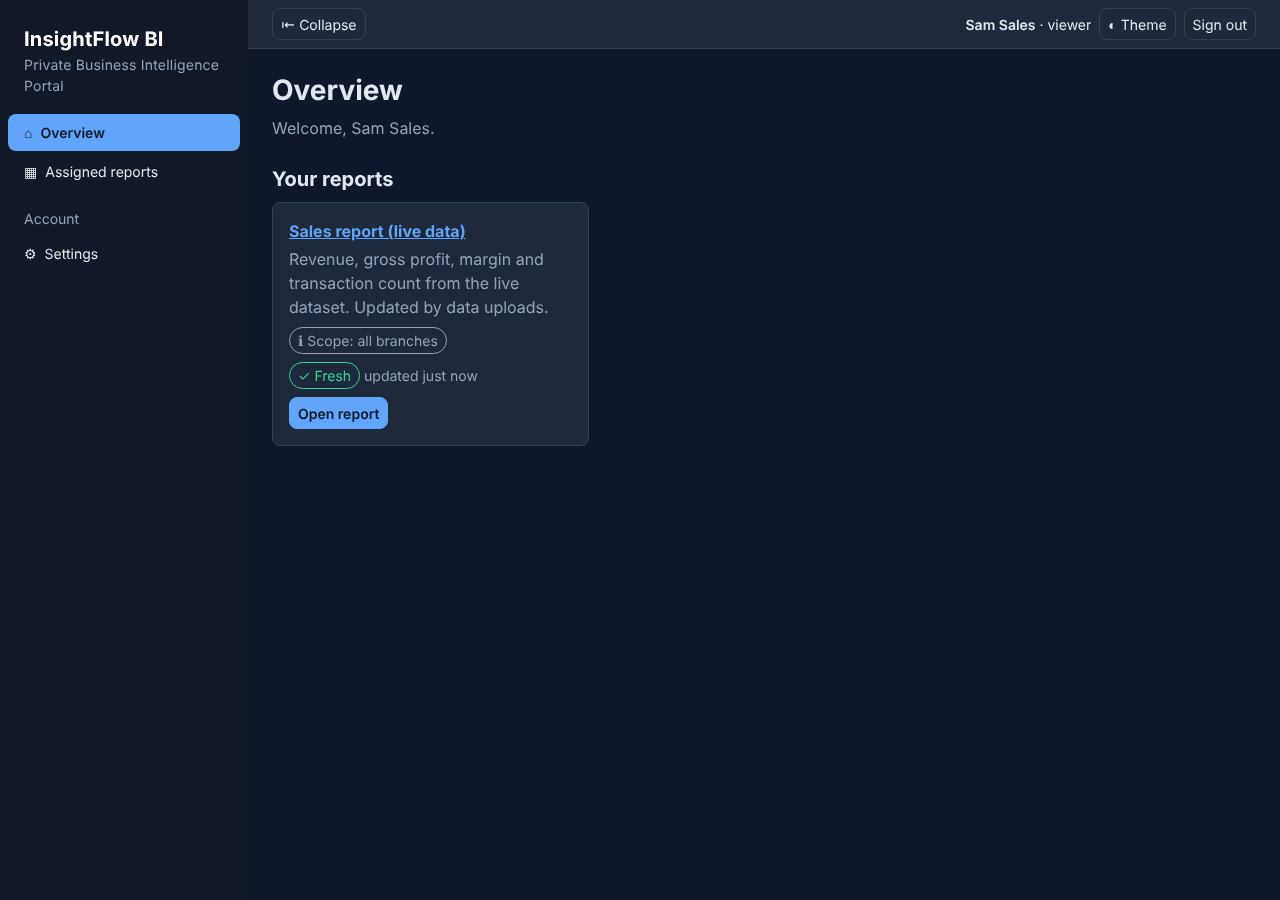 InsightFlow BI
Private Business Intelligence
Portal
⌂ Overview
▦ Assigned reports
Account
⚙ Settings
⇤ Collapse
Sam Sales · viewer
◖ Theme
Sign out
Overview
Welcome, Sam Sales.
Your reports
Sales report (live data)
Revenue, gross profit, margin and
transaction count from the live
dataset. Updated by data uploads.
ℹ Scope: all branches
✓ Fresh updated just now
Open report